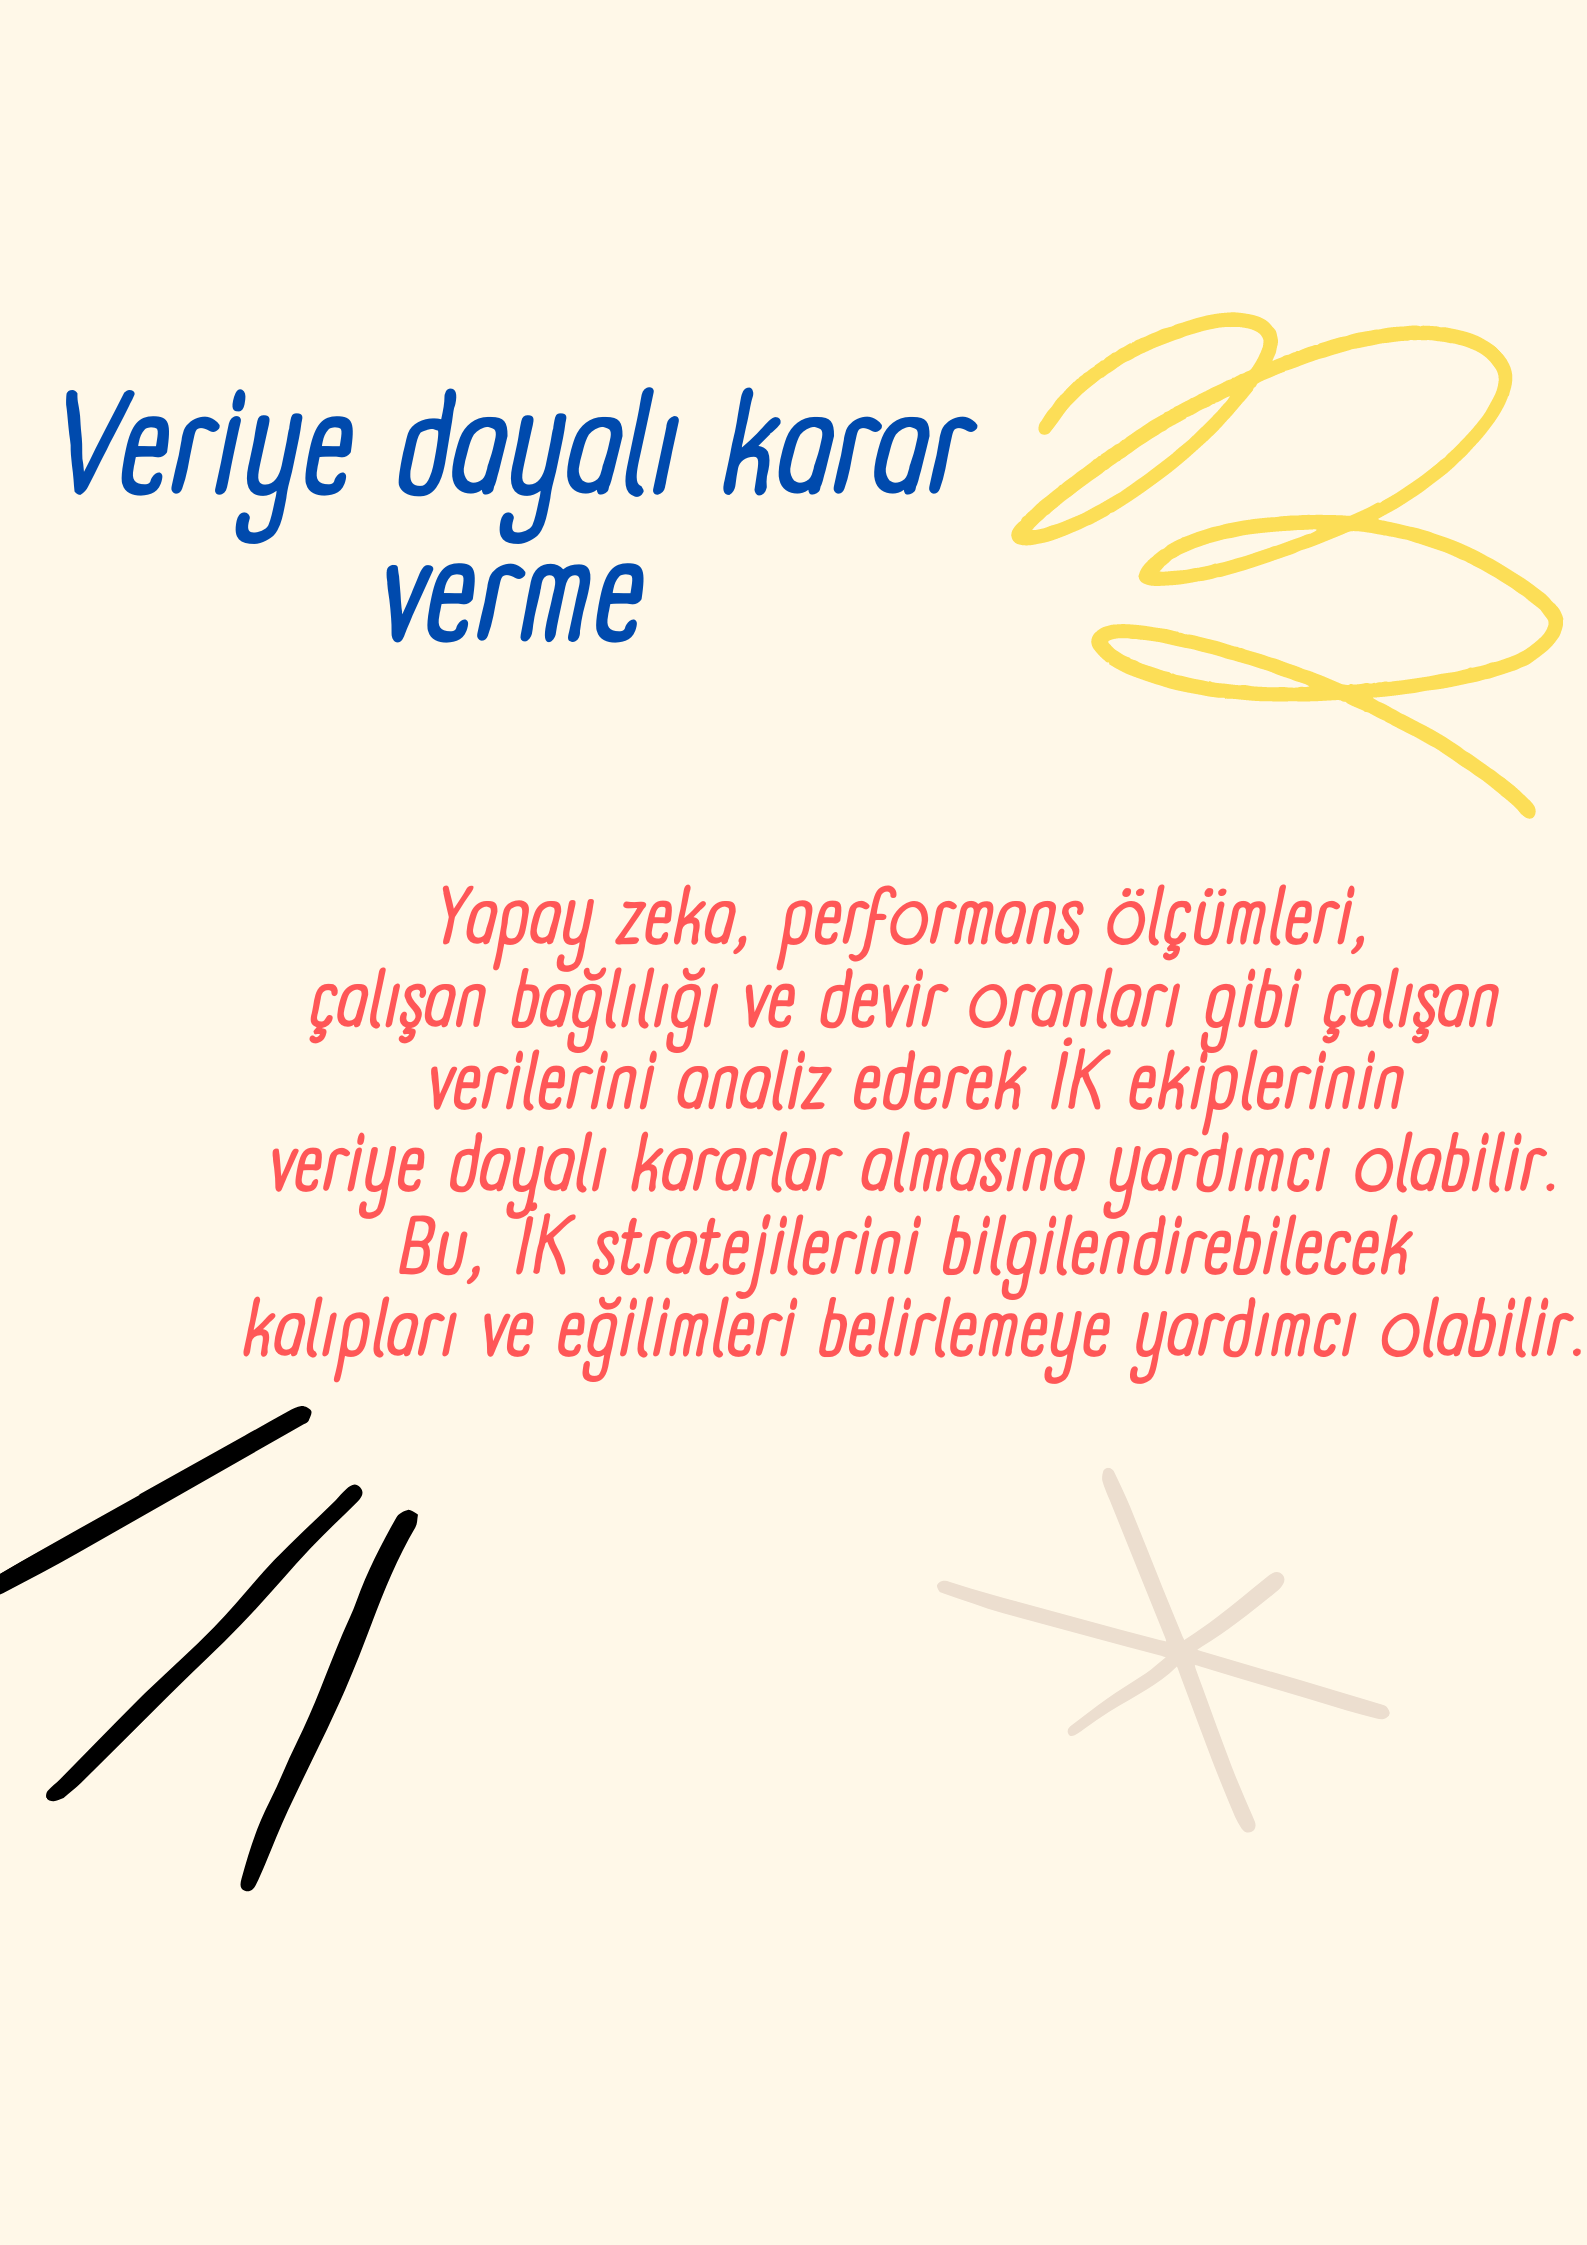 Veriye dayalı karar
verme
Yapay zeka, performans ölçümleri,
çalışan bağlılığı ve devir oranları gibi çalışan
verilerini analiz ederek İK ekiplerinin
veriye dayalı kararlar almasına yardımcı olabilir.
Bu, İK stratejilerini bilgilendirebilecek
kalıpları ve eğilimleri belirlemeye yardımcı olabilir.